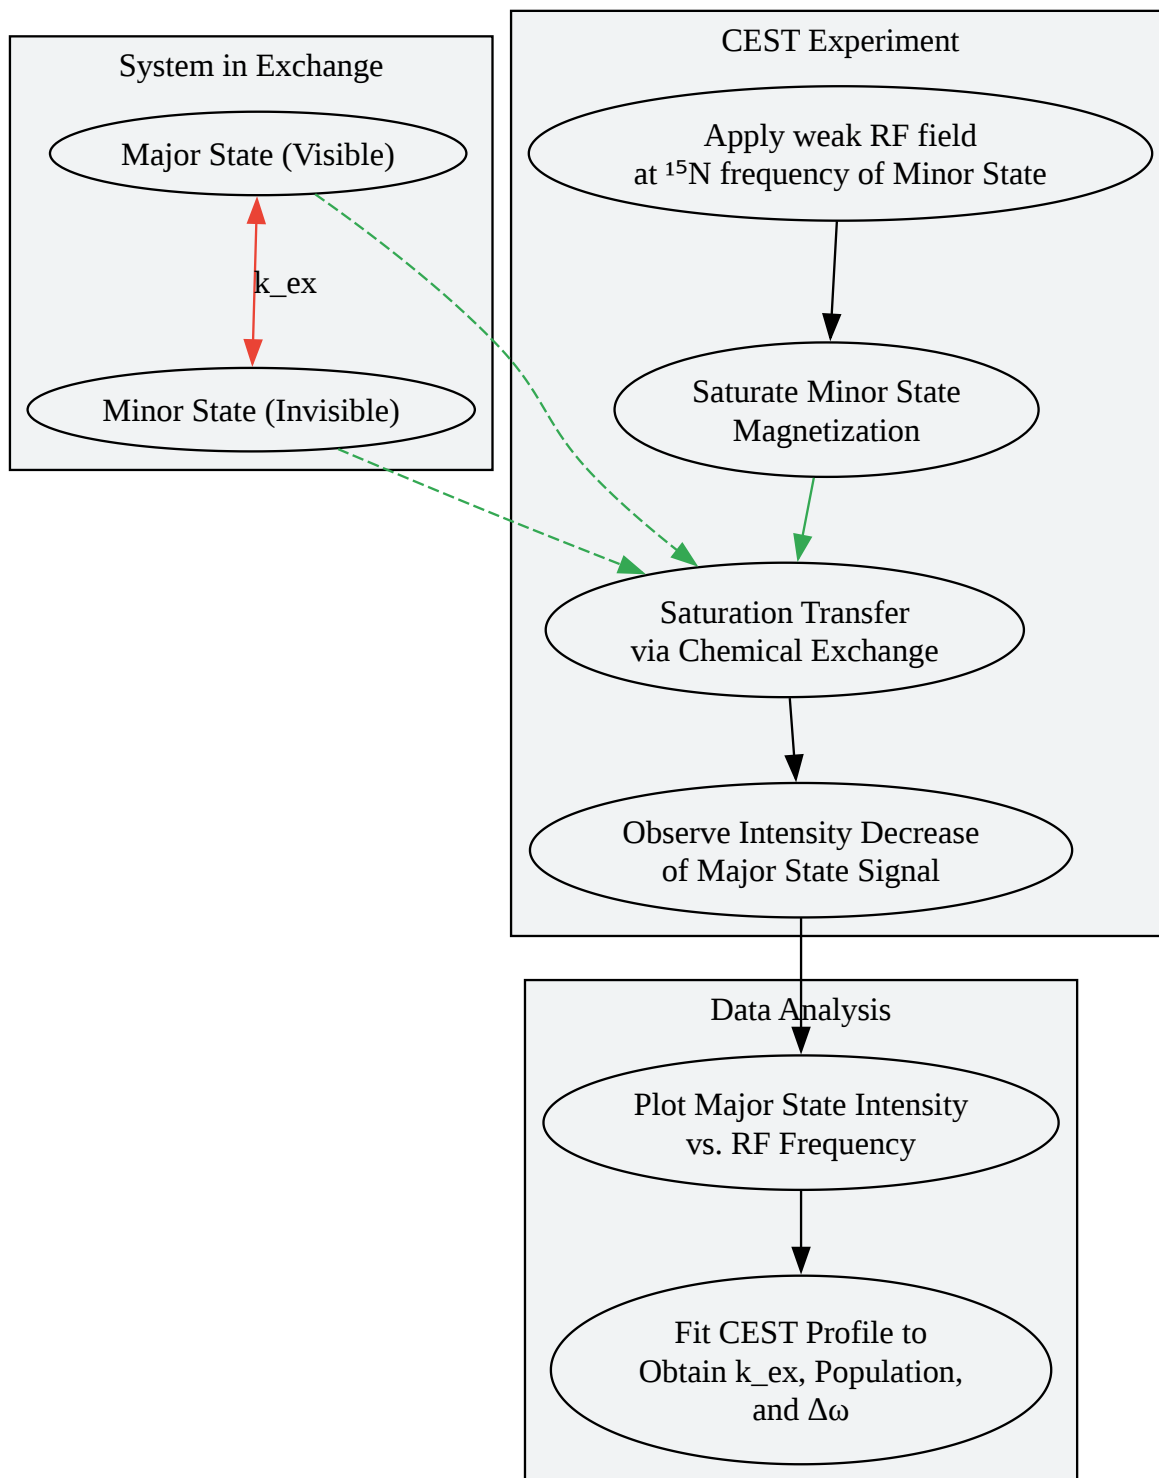 System in Exchange
Major State (Visible)
k_ex
Minor State (Invisible)
CEST Experiment
Apply weak RF field
at ¹⁵N frequency of Minor State
Saturate Minor State
Magnetization
Saturation Transfer
via Chemical Exchange
Observe Intensity Decrease
of Major State Signal
Data Analysis
Plot Major State Intensity
vs. RF Frequency
Fit CEST Profile to
Obtain k_ex, Population,
and Δω